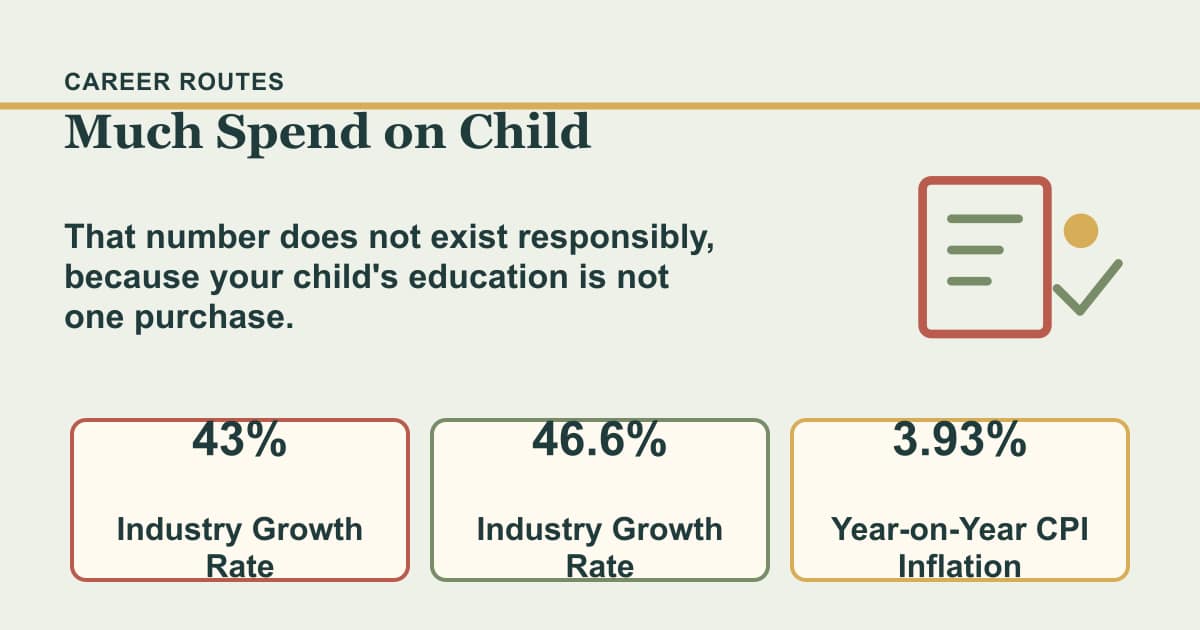 CAREER ROUTES
Much Spend on Child
That number does not exist responsibly,
because your child's education is not
one purchase.
43%
Industry Growth
Rate
46.6%
Industry Growth
Rate
3.93%
Year-on-Year CPI
Inflation